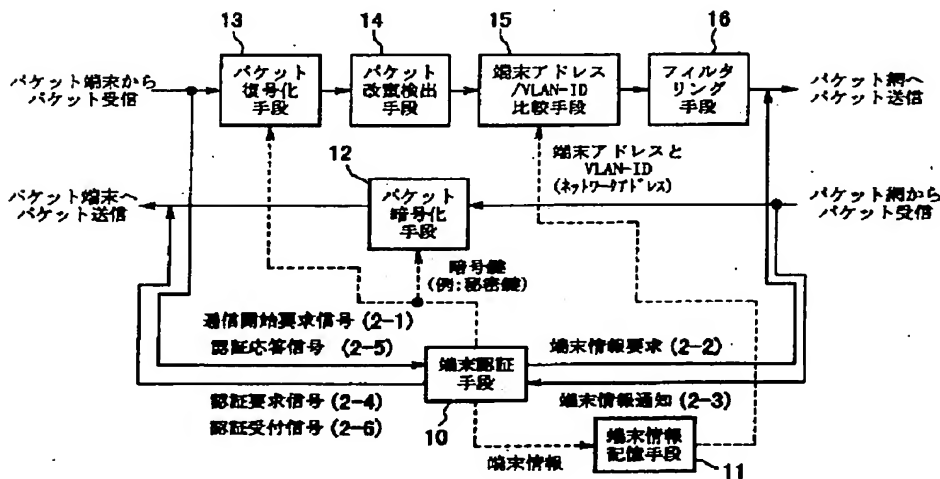 13
14
15
16
パケット端末から
パケット受信
パケット
復号化
手段
パケット
改竄検出
手段
端末アドレス
/VLAN-ID
比較手段
フィルタ
リング
手段
パケット網へ
パケット送信
12
端末アドレスと
VLAN-ID
(ネットワークアドレス)
パケット端末へ
パケット送信
パケット
暗号化
手段
パケット網から
パケット受信
暗号鍵
(例:秘密鍵)
通信開始要求信号 (2-1)
認証応答信号 (2-5)
端末認証
手段
端末情報要求 (2-2)
認証要求信号 (2-4)
認証受付信号 (2-6)
10
端末情報通知 (2-3)
端末情報
端末情報
記憶手段
11